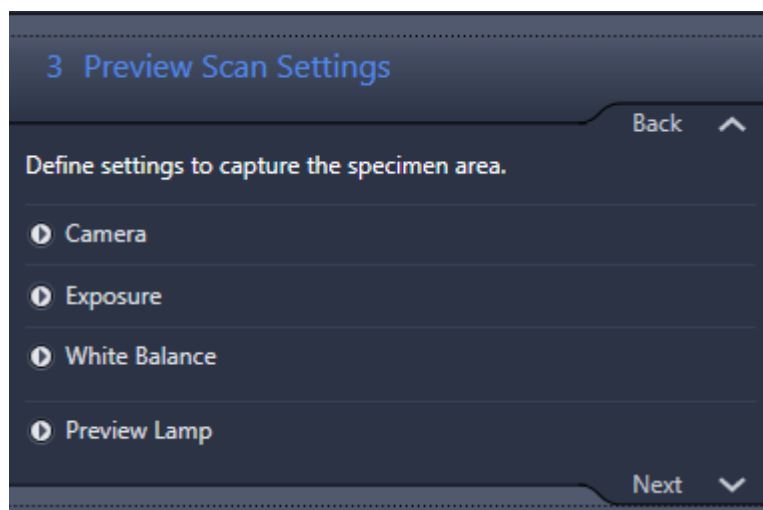 3 Preview Scan Settings
Back
Define settings to capture the specimen area.
Camera
Exposure
White Balance
Preview Lamp
Next